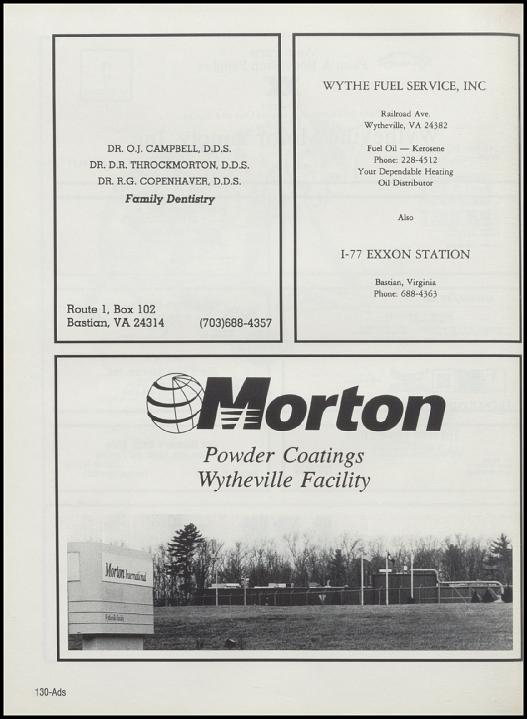 DR. O.J. CAMPBELL, D.D.S.
DR. D.R. THROCKMORTON, D.D.S.
DR. R.G. COPENHAVER, D.D.S.
Family Dentistry
Route 1, Box 102
Bastian, VA 24314 (703)688-4357
WYTHE FUEL SERVICE, INC
Railroad Ave.
Wytheville, VA 24382
Fuel Oil — Kerosene
Phone: 228-4512
Your Dependable Heating
Oil Distributor
Also
I-77 EXXON STATION
Bastian, Virginia
Phone: 688-4363
Morton
Powder Coatings
Wytheville Facility
Morton International
Wytheville Facility
130-Ads